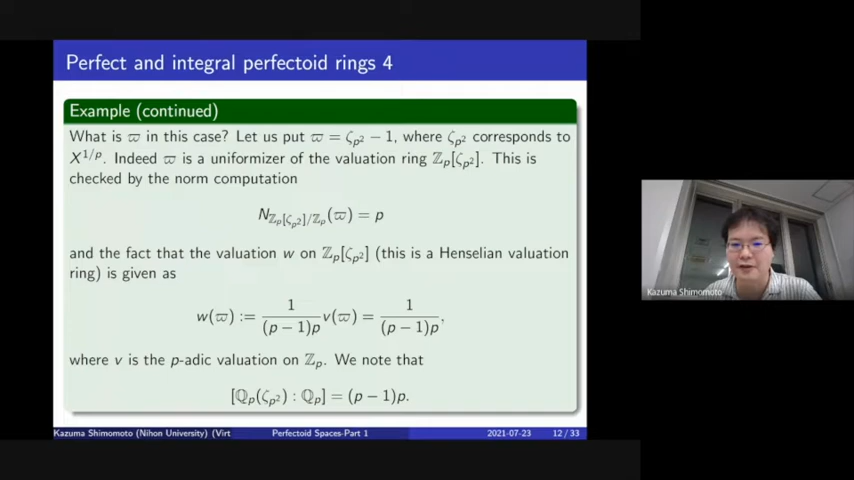 Perfect and integral perfectoid rings 4
Example (continued)
What is ϖ in this case? Let us put ϖ = ζ_{p²} − 1, where ζ_{p²} corresponds to
X^{1/p}. Indeed ϖ is a uniformizer of the valuation ring ℤ_p[ζ_{p²}]. This is
checked by the norm computation
N_{ℤ_p[ζ_{p²}]/ℤ_p}(ϖ) = p
and the fact that the valuation w on ℤ_p[ζ_{p²}] (this is a Henselian valuation
ring) is given as
w(ϖ) := 1/((p−1)p) v(ϖ) = 1/((p−1)p),
where v is the p-adic valuation on ℤ_p. We note that
[ℚ_p(ζ_{p²}) : ℚ_p] = (p − 1)p.
Kazuma Shimomoto (Nihon University) (Virt
Perfectoid Spaces-Part 1
2021-07-23
12 / 33
Kazuma Shimomoto